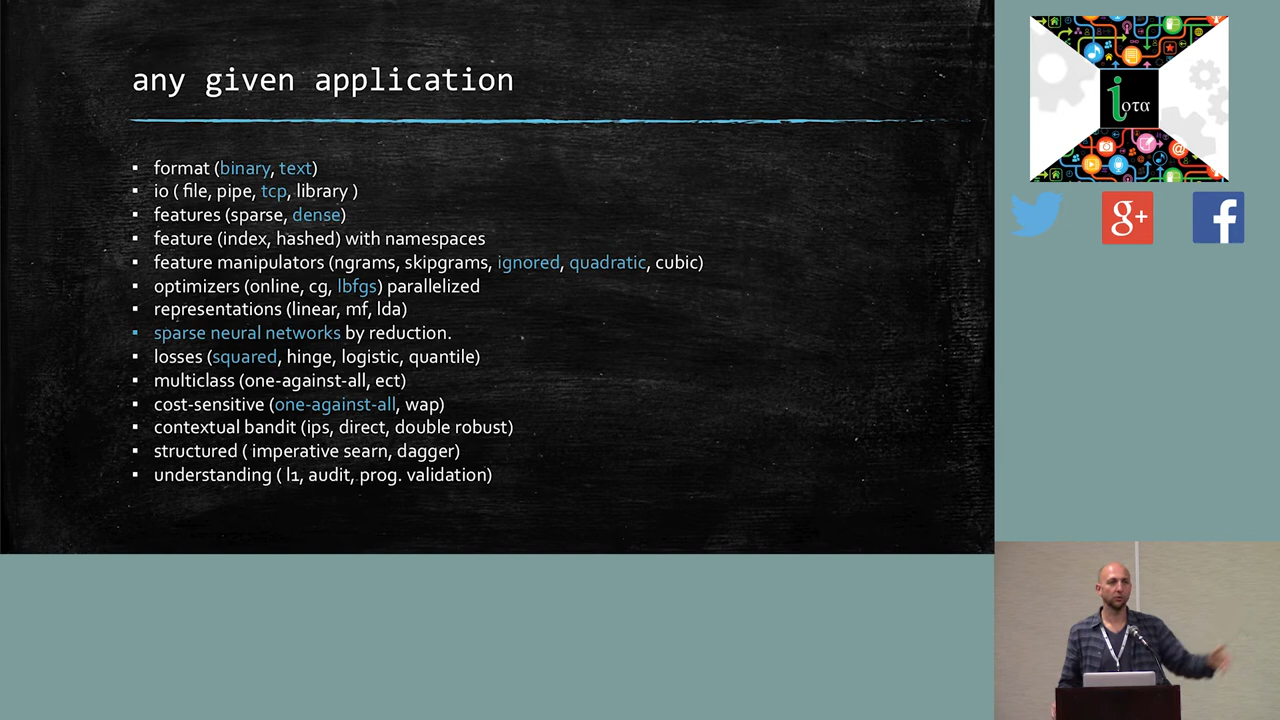 any given application
▪ format (binary, text)
▪ io ( file, pipe, tcp, library )
▪ features (sparse, dense)
▪ feature (index, hashed) with namespaces
▪ feature manipulators (ngrams, skipgrams, ignored, quadratic, cubic)
▪ optimizers (online, cg, lbfgs) parallelized
▪ representations (linear, mf, lda)
▪ sparse neural networks by reduction.
▪ losses (squared, hinge, logistic, quantile)
▪ multiclass (one-against-all, ect)
▪ cost-sensitive (one-against-all, wap)
▪ contextual bandit (ips, direct, double robust)
▪ structured ( imperative searn, dagger)
▪ understanding ( l1, audit, prog. validation)
iοτα
g+
f